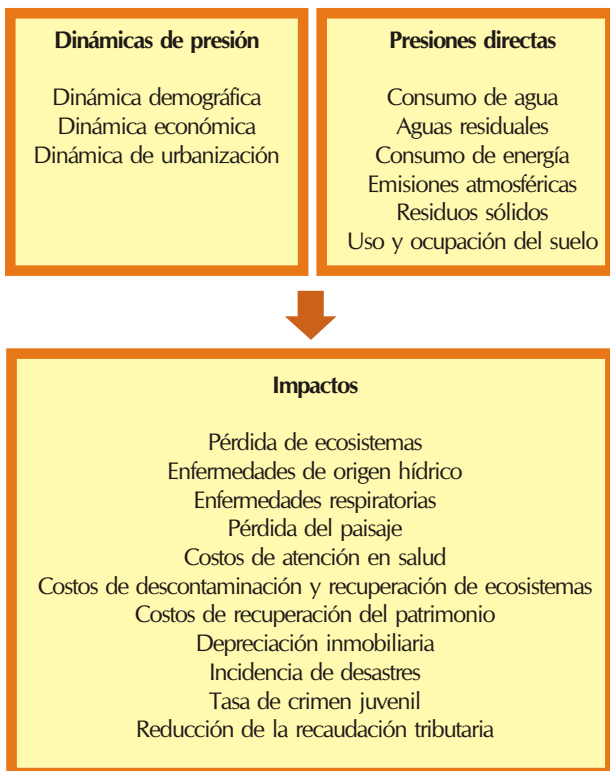 Dinámicas de presión
Dinámica demográfica
Dinámica económica
Dinámica de urbanización
Presiones directas
Consumo de agua
Aguas residuales
Consumo de energía
Emisiones atmosféricas
Residuos sólidos
Uso y ocupación del suelo
Impactos
Pérdida de ecosistemas
Enfermedades de origen hídrico
Enfermedades respiratorias
Pérdida del paisaje
Costos de atención en salud
Costos de descontaminación y recuperación de ecosistemas
Costos de recuperación del patrimonio
Depreciación inmobiliaria
Incidencia de desastres
Tasa de crimen juvenil
Reducción de la recaudación tributaria